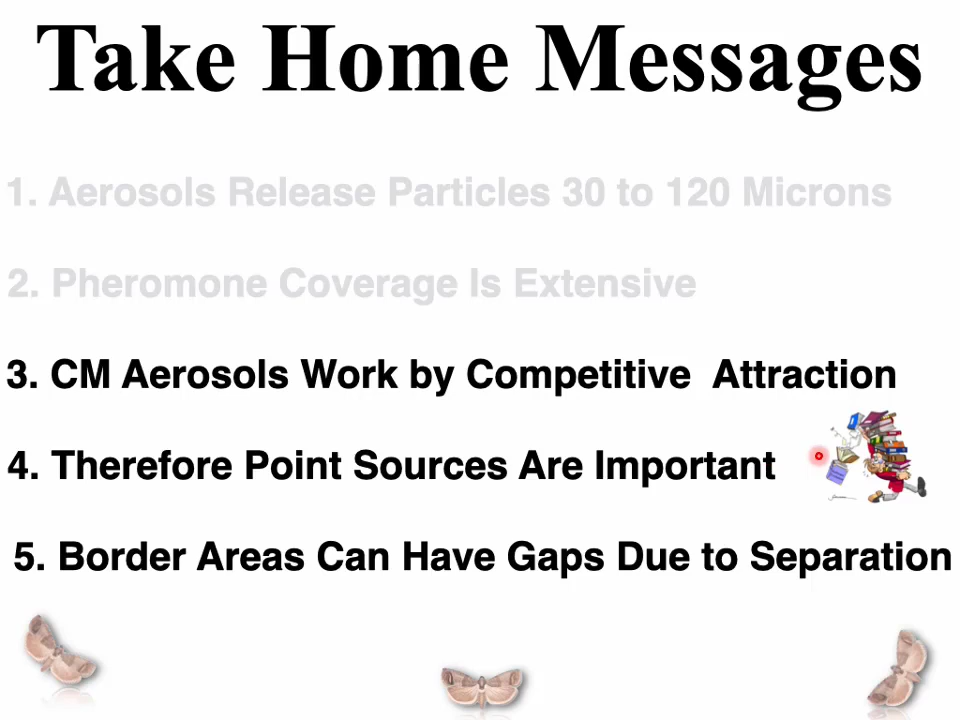 Take Home Messages
1. Aerosols Release Particles 30 to 120 Microns
2. Pheromone Coverage Is Extensive
3. CM Aerosols Work by Competitive Attraction
4. Therefore Point Sources Are Important
5. Border Areas Can Have Gaps Due to Separation